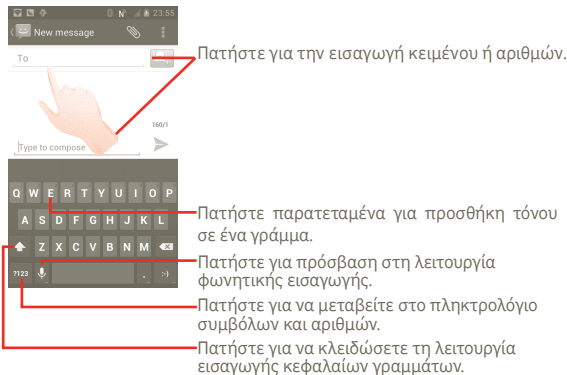 23:55
New message
To
Πατήστε για την εισαγωγή κειμένου ή αριθμών.
160/1
Type to compose
Q W E R T Y U I O P
A S D F G H J K L
Z X C V B N M
?123 . :-)
Πατήστε παρατεταμένα για προσθήκη τόνου
σε ένα γράμμα.
Πατήστε για πρόσβαση στη λειτουργία
φωνητικής εισαγωγής.
Πατήστε για να μεταβείτε στο πληκτρολόγιο
συμβόλων και αριθμών.
Πατήστε για να κλειδώσετε τη λειτουργία
εισαγωγής κεφαλαίων γραμμάτων.